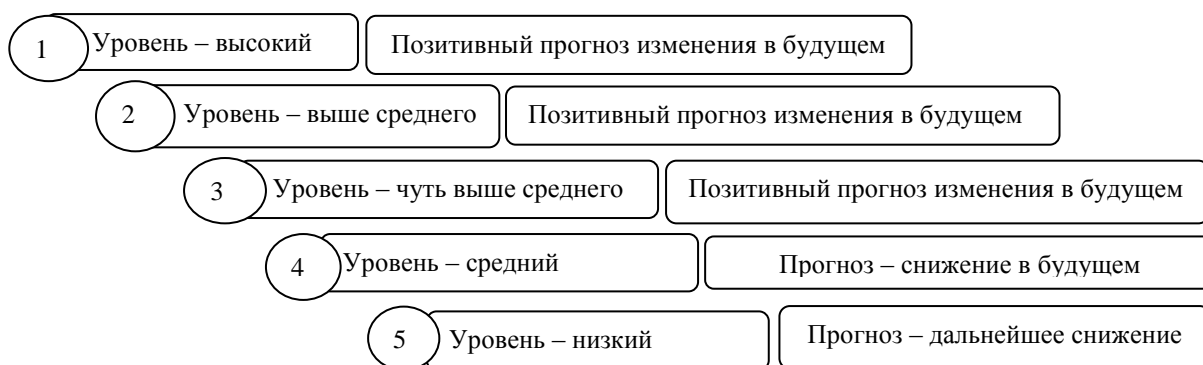 1 Уровень – высокий Позитивный прогноз изменения в будущем
2 Уровень – выше среднего Позитивный прогноз изменения в будущем
3 Уровень – чуть выше среднего Позитивный прогноз изменения в будущем
4 Уровень – средний Прогноз – снижение в будущем
5 Уровень – низкий Прогноз – дальнейшее снижение